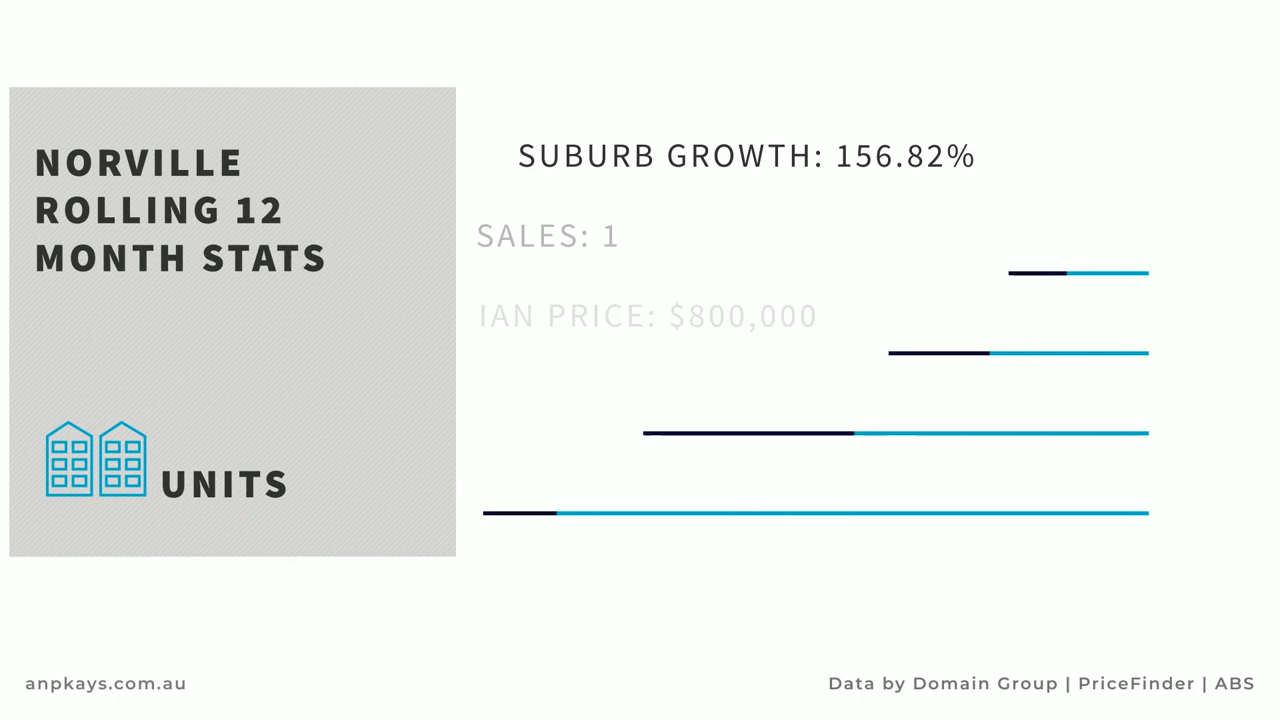 NORVILLE
ROLLING 12
MONTH STATS
UNITS
SUBURB GROWTH: 156.82%
SALES: 1
IAN PRICE: $800,000
anpkays.com.au
Data by Domain Group | PriceFinder | ABS